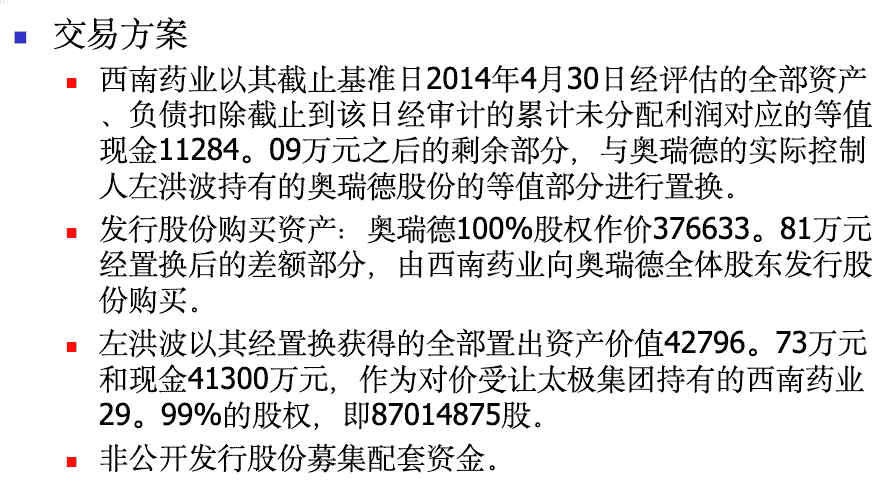 交易方案
西南药业以其截止基准日2014年4月30日经评估的全部资产
、负债扣除截止到该日经审计的累计未分配利润对应的等值
现金11284。09万元之后的剩余部分，与奥瑞德的实际控制
人左洪波持有的奥瑞德股份的等值部分进行置换。
发行股份购买资产：奥瑞德100%股权作价376633。81万元
经置换后的差额部分，由西南药业向奥瑞德全体股东发行股
份购买。
左洪波以其经置换获得的全部置出资产价值42796。73万元
和现金41300万元，作为对价受让太极集团持有的西南药业
29。99%的股权，即87014875股。
非公开发行股份募集配套资金。